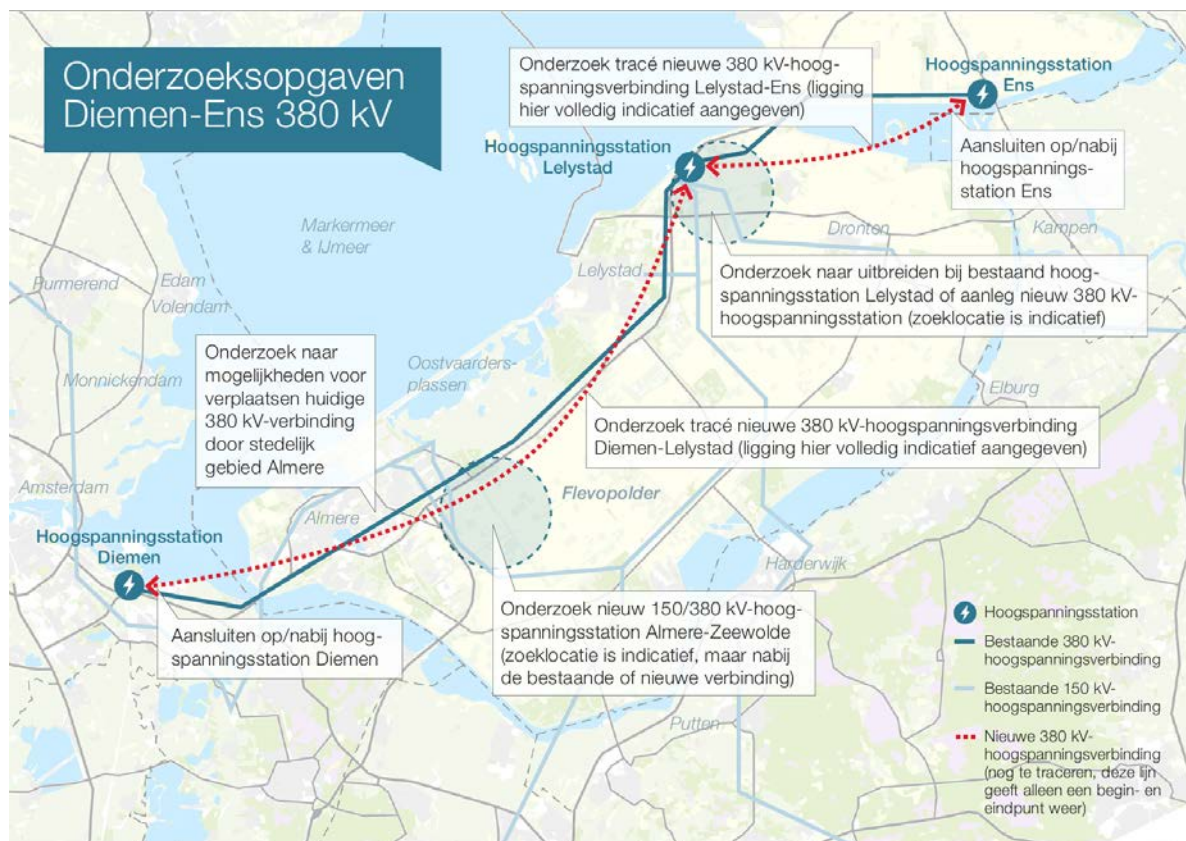 Onderzoeksopgaven
Diemen-Ens 380 kV
Onderzoek tracé nieuwe 380 kV-hoog-
spanningsverbinding Lelystad-Ens (ligging
hier volledig indicatief aangegeven)
Hoogspanningsstation
Ens
Hoogspanningsstation
Lelystad
Aansluiten op/nabij
hoogspannings-
station Ens
Markermeer
& IJmeer
Dronten
Kampen
Purmerend
Edam
Volendam
Lelystad
Onderzoek naar uitbreiden bij bestaand hoog-
spanningsstation Lelystad of aanleg nieuw 380 kV-
hoogspanningsstation (zoeklocatie is indicatief)
Onderzoek naar
mogelijkheden voor
verplaatsen huidige
380 kV-verbinding
door stedelijk
gebied Almere
Oostvaarders-
plassen
Monnickendam
Elburg
Onderzoek tracé nieuwe 380 kV-hoogspanningsverbinding
Diemen-Lelystad (ligging hier volledig indicatief aangegeven)
Amsterdam
Almere
Flevopolder
Hoogspanningsstation
Diemen
Harderwijk
Aansluiten op/nabij hoog-
spanningsstation Diemen
Onderzoek nieuw 150/380 kV-hoog-
spanningsstation Almere-Zeewolde
(zoeklocatie is indicatief, maar nabij
de bestaande of nieuwe verbinding)
Putten
Hoogspanningsstation
Bestaande 380 kV-
hoogspanningsverbinding
Bestaande 150 kV-
hoogspanningsverbinding
Nieuwe 380 kV-
hoogspanningsverbinding
(nog te traceren, deze lijn
geeft alleen een begin- en
eindpunt weer)